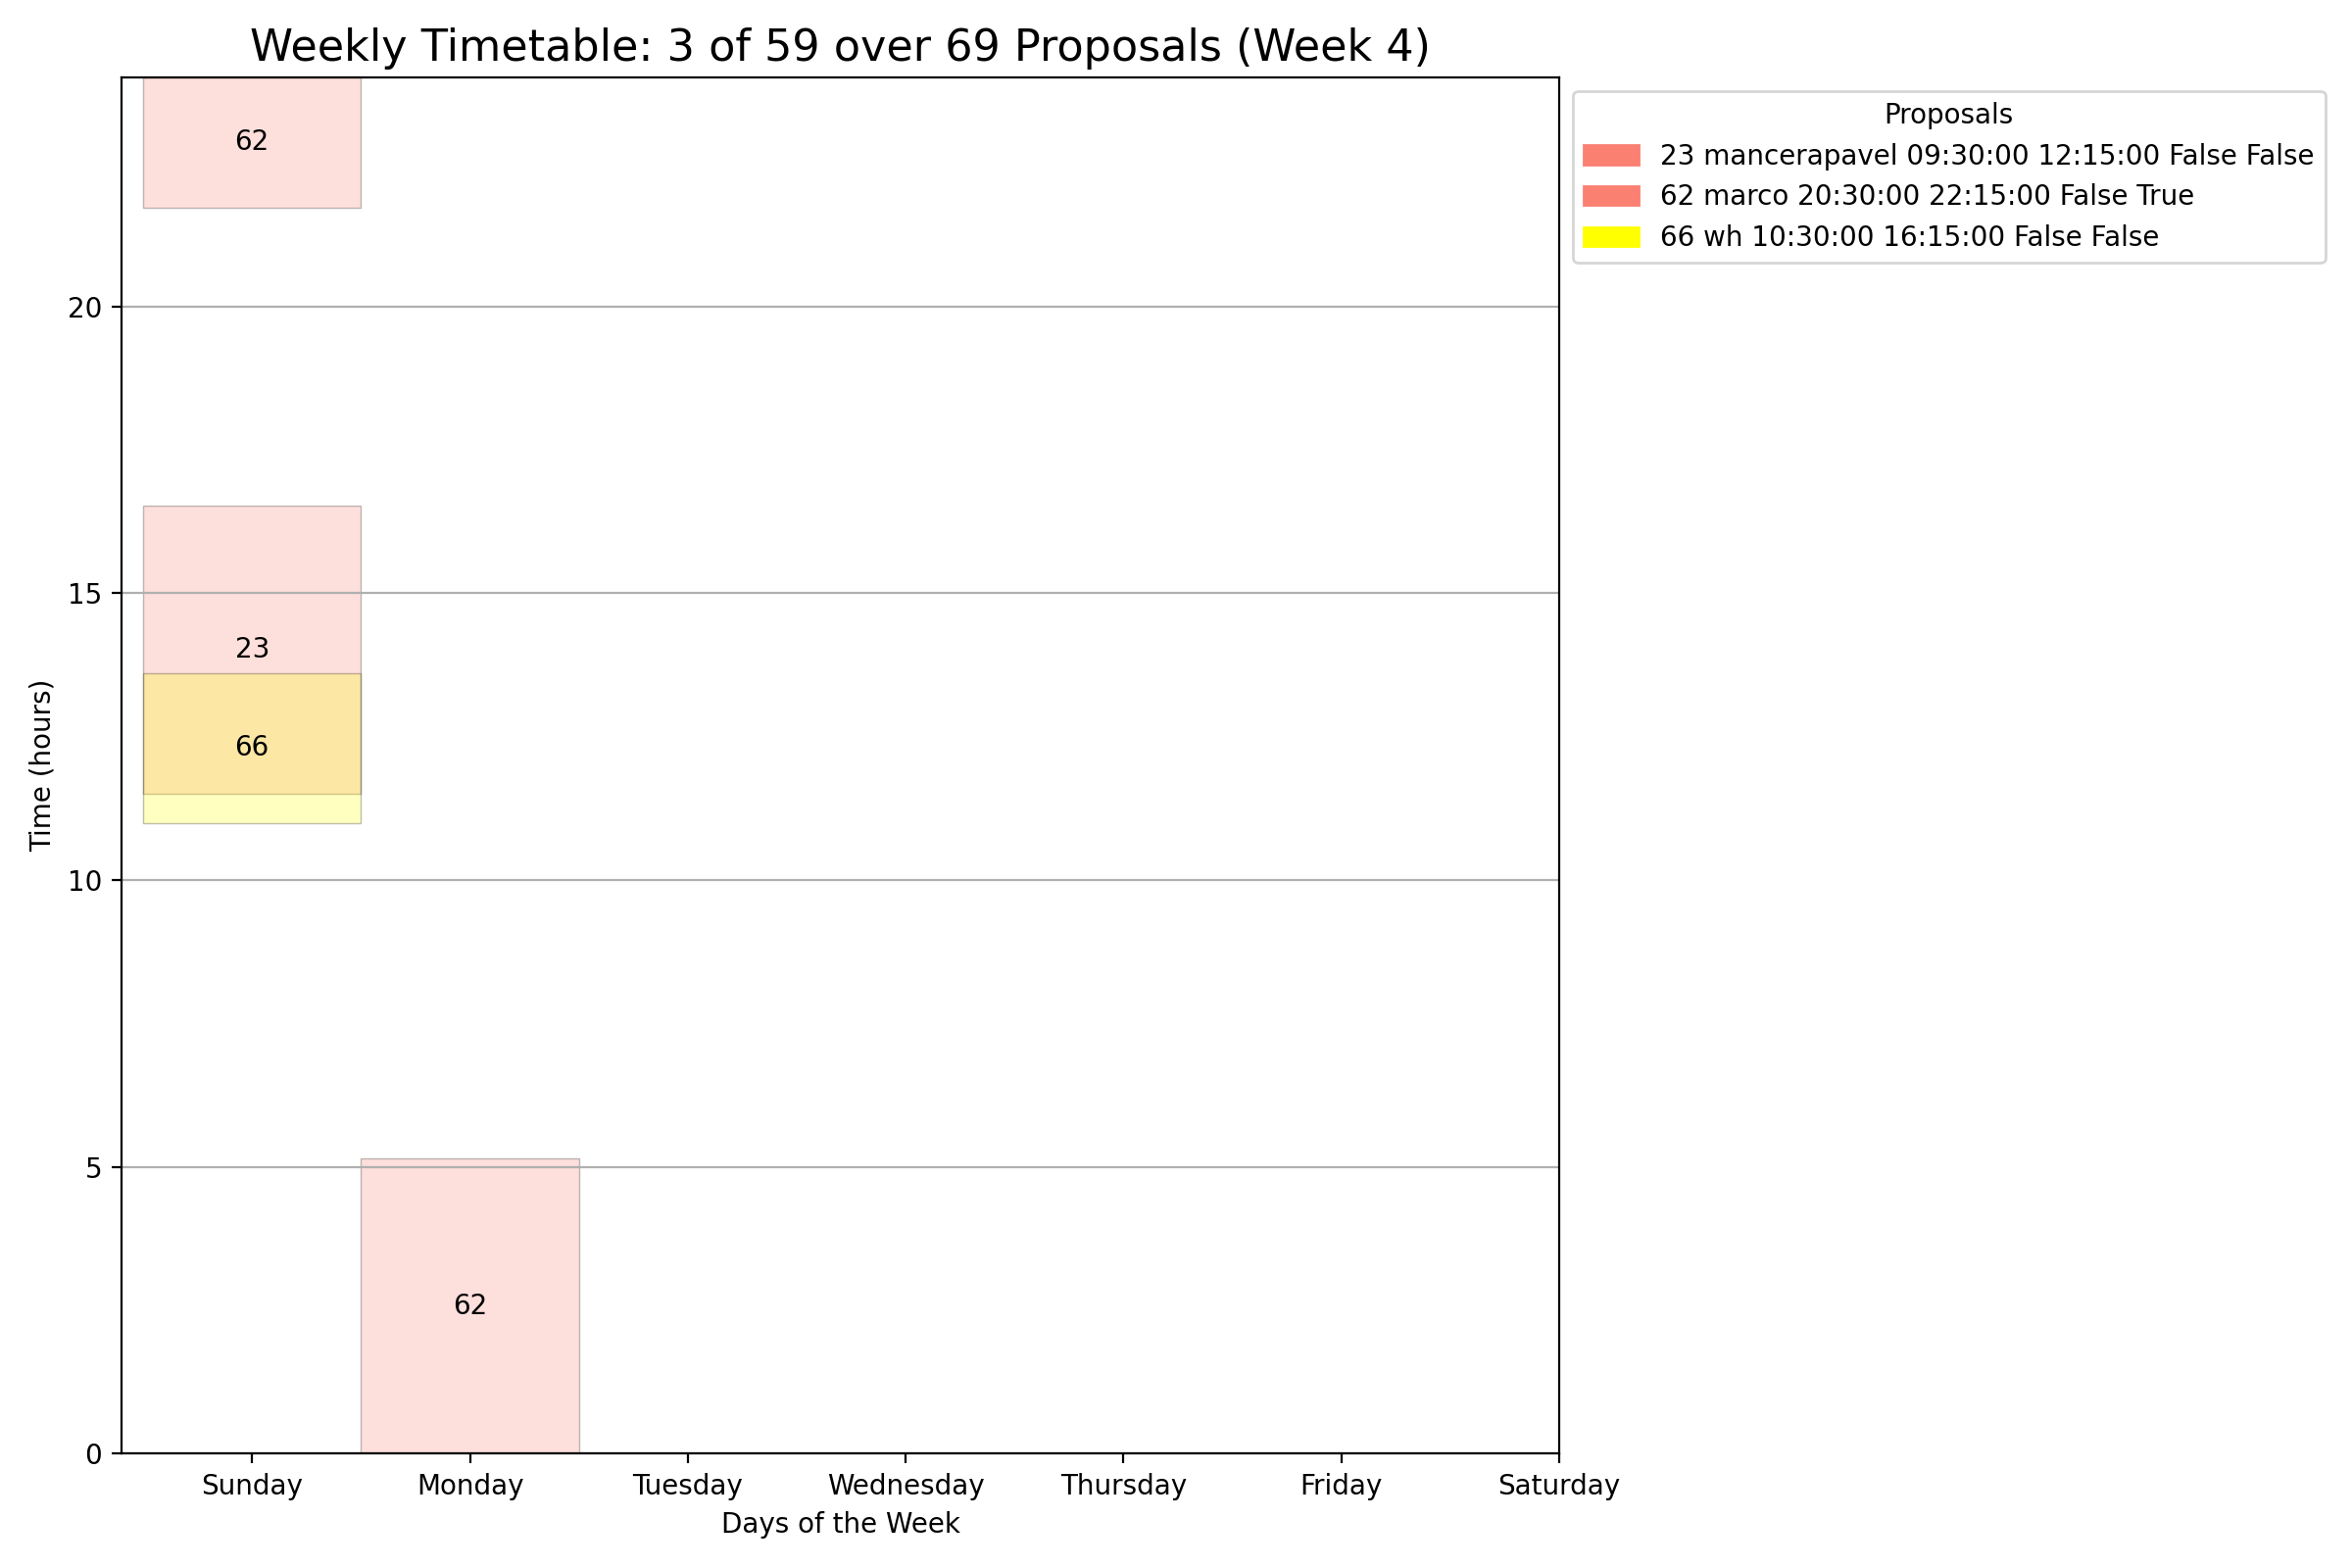 Weekly Timetable: 3 of 59 over 69 Proposals (Week 4)
Proposals
23 mancerapavel 09:30:00 12:15:00 False False
62 marco 20:30:00 22:15:00 False True
66 wh 10:30:00 16:15:00 False False
62
20
15
23
66
10
5
62
0
Time (hours)
Sunday Monday Tuesday Wednesday Thursday Friday Saturday
Days of the Week